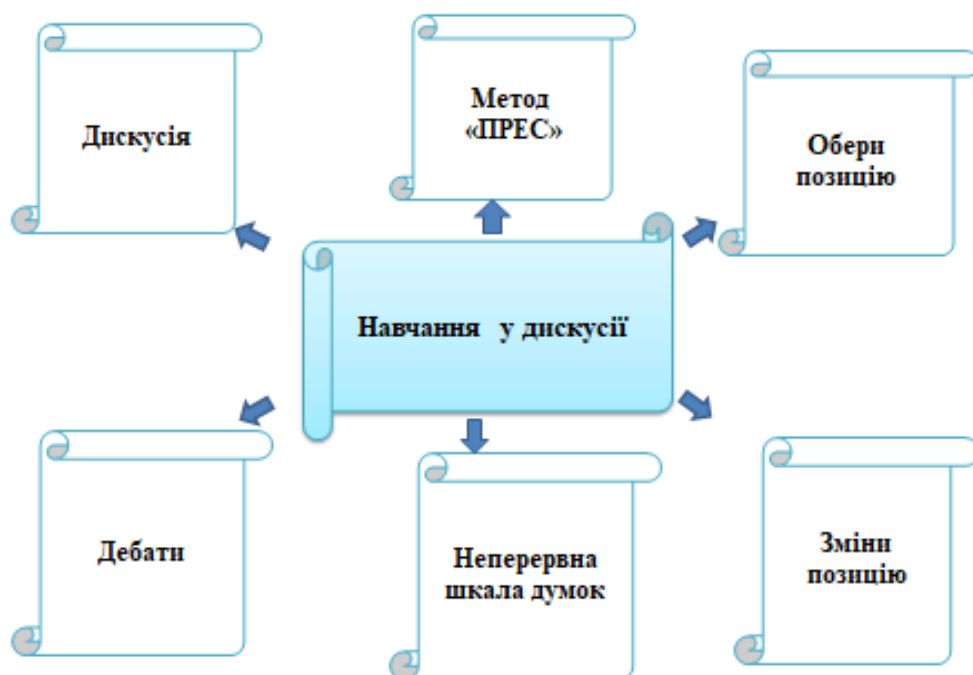 Дискусія
Метод
«ПРЕС»
Обери
позицію
Навчання у дискусії
Дебати
Неперервна
шкала думок
Зміни
позицію